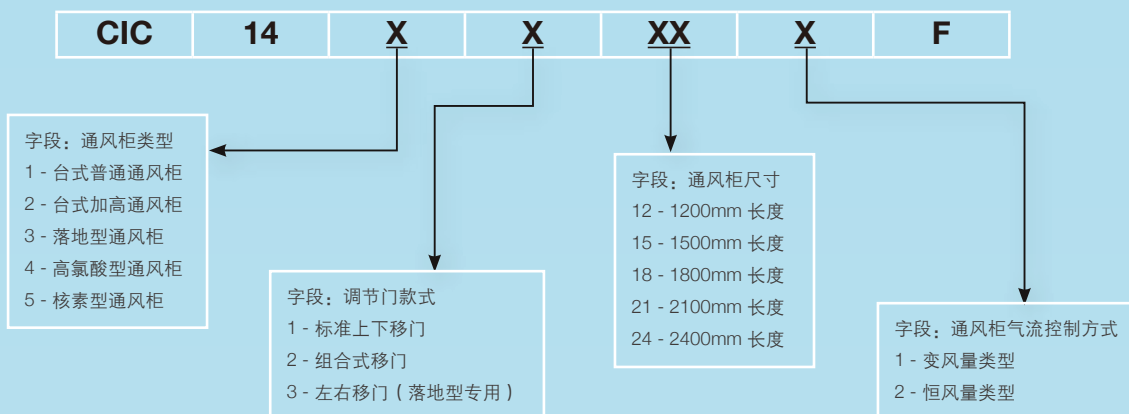 CIC 14 X X XX X F
字段：通风柜类型
1 - 台式普通通风柜
2 - 台式加高通风柜
3 - 落地型通风柜
4 - 高氯酸型通风柜
5 - 核素型通风柜
字段：调节门款式
1 - 标准上下移门
2 - 组合式移门
3 - 左右移门（落地型专用）
字段：通风柜尺寸
12 - 1200mm 长度
15 - 1500mm 长度
18 - 1800mm 长度
21 - 2100mm 长度
24 - 2400mm 长度
字段：通风柜气流控制方式
1 - 变风量类型
2 - 恒风量类型